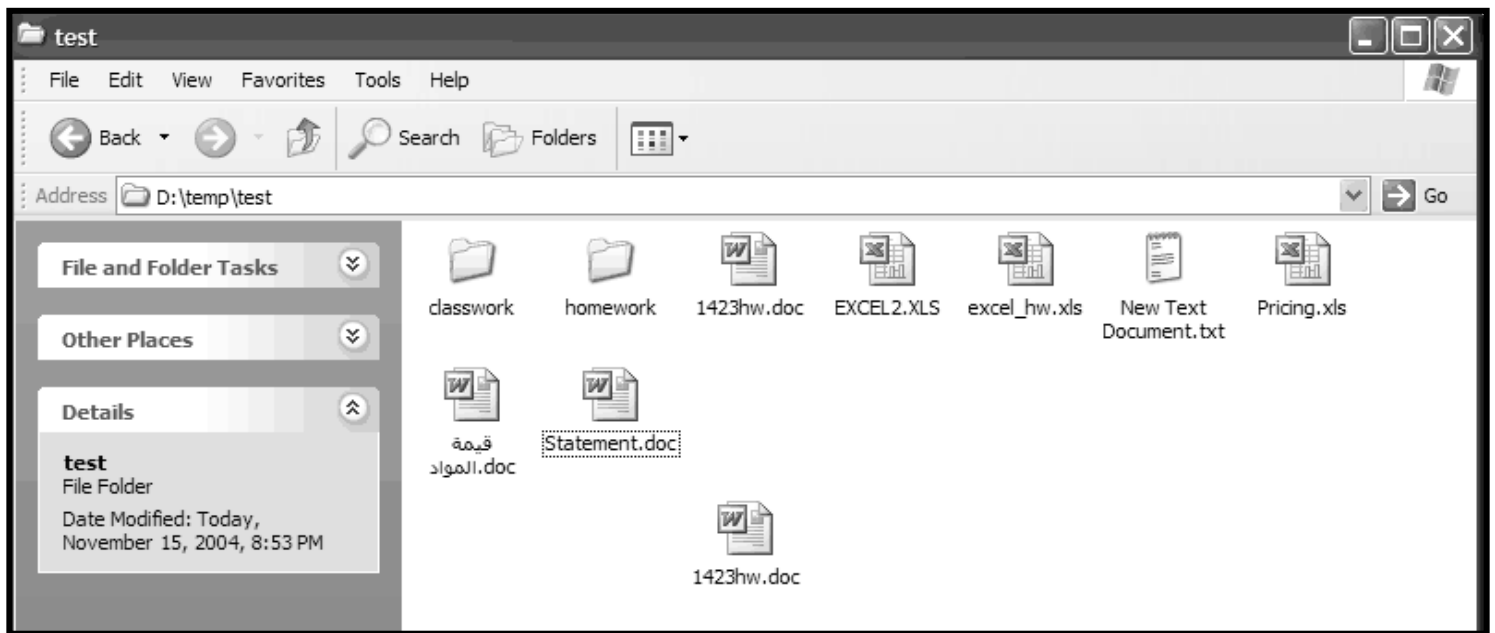 test
File Edit View Favorites Tools Help
Back Search Folders
Address D:\temp\test Go
File and Folder Tasks
Other Places
Details
test
File Folder
Date Modified: Today,
November 15, 2004, 8:53 PM
classwork homework 1423hw.doc EXCEL2.XLS excel_hw.xls New Text Pricing.xls
Document.txt
قيمة Statement.doc
المواد.doc
1423hw.doc